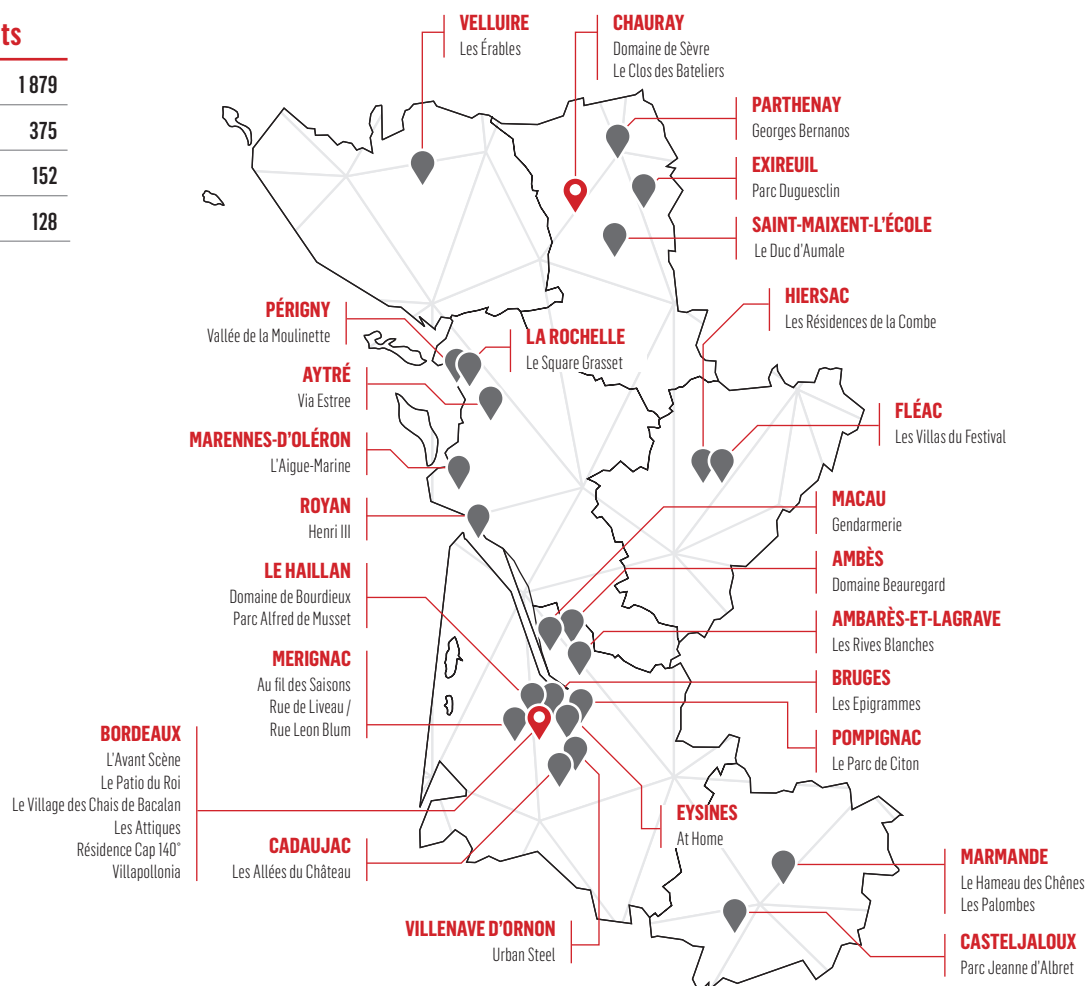 ts
1 879
375
152
128
VELLUIRE
Les Érables
CHAURAY
Domaine de Sèvre
Le Clos des Bateliers
PARTHENAY
Georges Bernanos
EXIREUIL
Parc Duguesclin
SAINT-MAIXENT-L'ÉCOLE
Le Duc d'Aumale
HIERSAC
Les Résidences de la Combe
PÉRIGNY
Vallée de la Moulinette
LA ROCHELLE
Le Square Grasset
AYTRÉ
Via Estree
FLÉAC
Les Villas du Festival
MARENNES-D'OLÉRON
L'Aigue-Marine
ROYAN
Henri III
MACAU
Gendarmerie
AMBÈS
Domaine Beauregard
LE HAILLAN
Domaine de Bourdieux
Parc Alfred de Musset
AMBARÈS-ET-LAGRAVE
Les Rives Blanches
MERIGNAC
Au fil des Saisons
Rue de Liveau /
Rue Leon Blum
BRUGES
Les Epigrammes
POMPIGNAC
Le Parc de Citon
BORDEAUX
L'Avant Scène
Le Patio du Roi
Le Village des Chais de Bacalan
Les Attiques
Résidence Cap 140°
Villapollonia
EYSINES
At Home
CADAUJAC
Les Allées du Château
MARMANDE
Le Hameau des Chênes
Les Palombes
VILLENAVE D'ORNON
Urban Steel
CASTELJALOUX
Parc Jeanne d'Albret